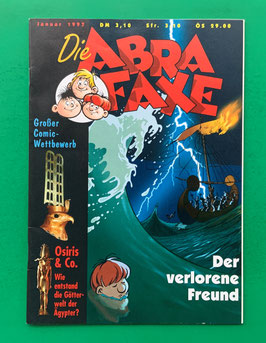 Januar 1997 DM 3,10 Sfr. 3,10 ÖS 29.00
Die
ABRA
FAXE
Großer
Comic-
Wettbewerb
Osiris
& Co.
Wie
entstand
die Götter-
welt der
Ägypter?
Der
verlorene
Freund